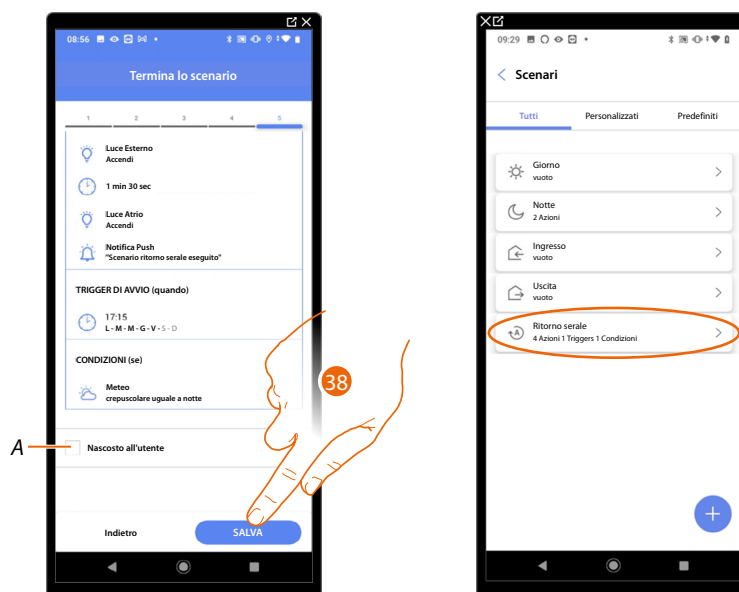 08:56
Termina lo scenario
1 2 3 4 5
Luce Esterno
Accendi
1 min 30 sec
Luce Atrio
Accendi
Notifica Push
"Scenario ritorno serale eseguito"
TRIGGER DI AVVIO (quando)
17:15
L - M - M - G - V - S - D
CONDIZIONI (se)
Meteo
crepuscolare uguale a notte
A
Nascosto all'utente
Indietro
SALVA
38
09:29
Scenari
Tutti
Personalizzati
Predefiniti
Giorno
vuoto
Notte
2 Azioni
Ingresso
vuoto
Uscita
vuoto
A
Ritorno serale
4 Azioni 1 Triggers 1 Condizioni